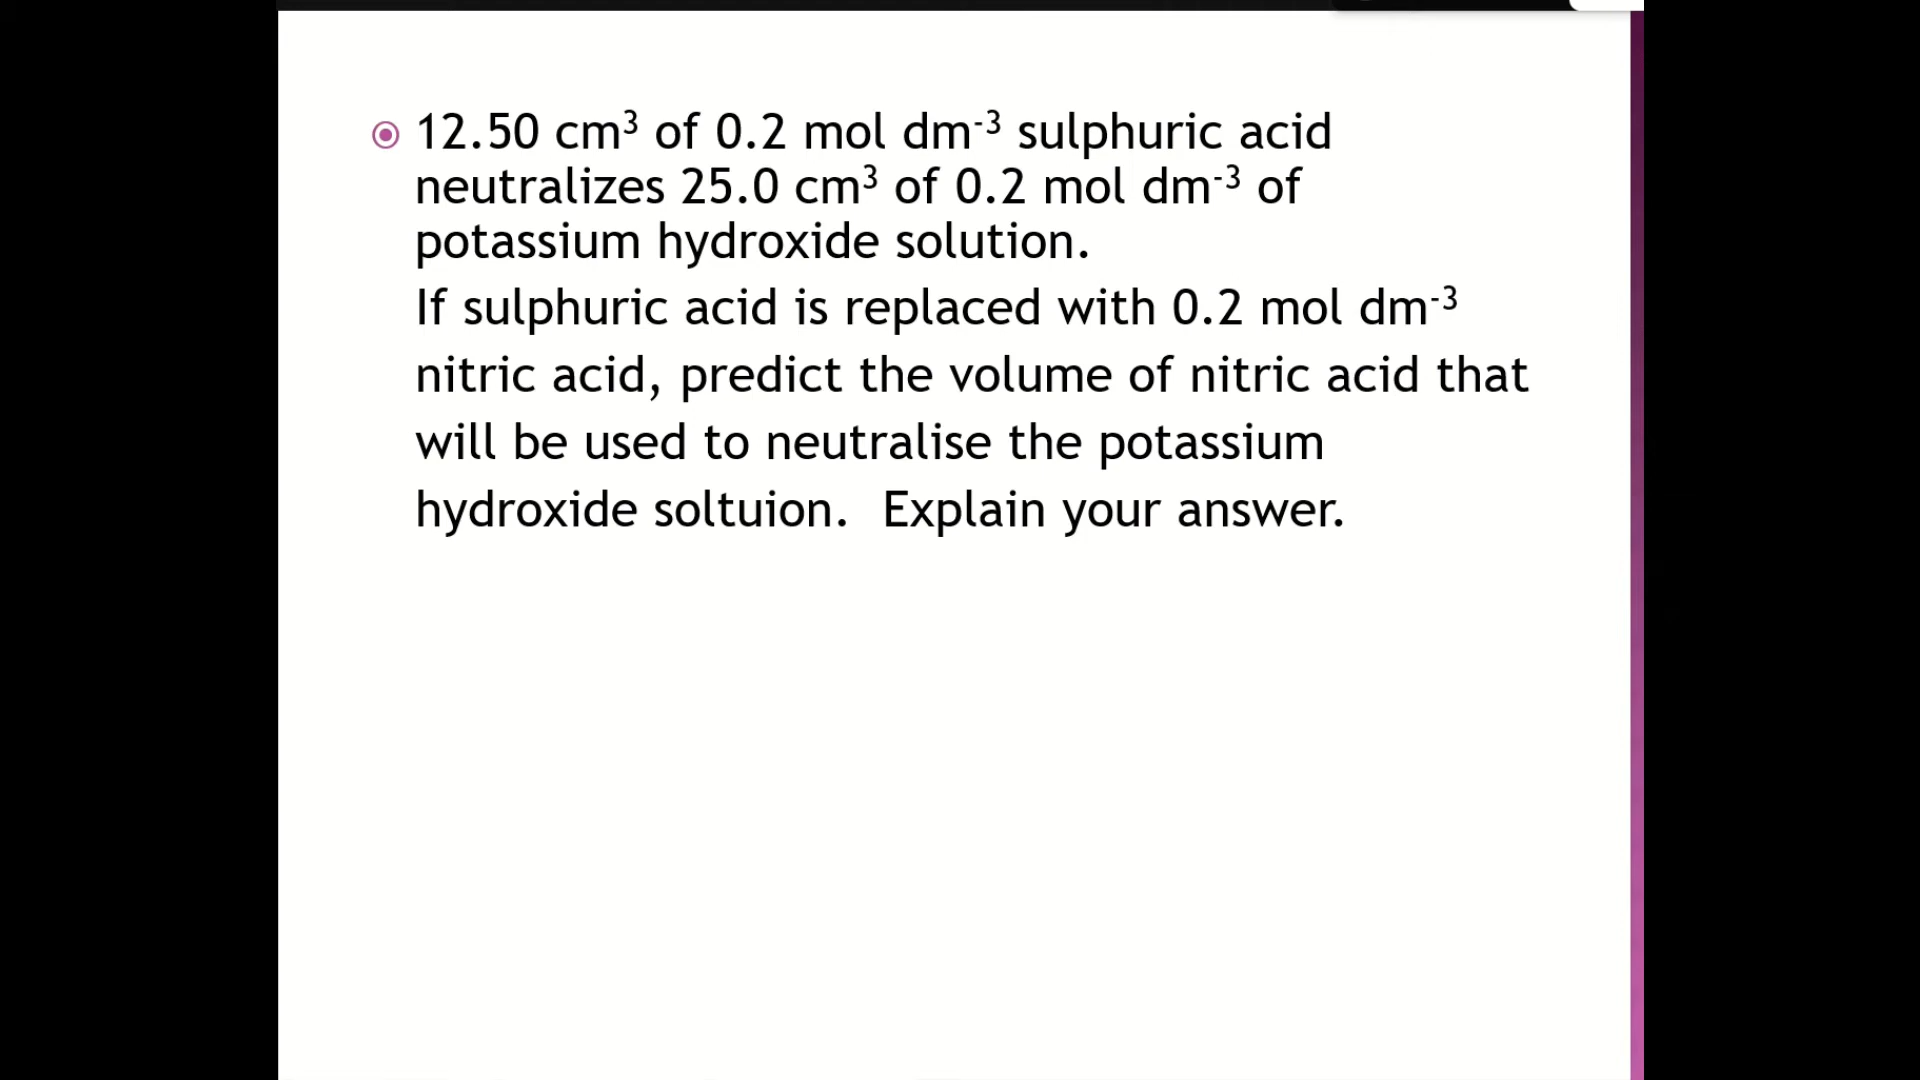 12.50 cm³ of 0.2 mol dm⁻³ sulphuric acid
neutralizes 25.0 cm³ of 0.2 mol dm⁻³ of
potassium hydroxide solution.
If sulphuric acid is replaced with 0.2 mol dm⁻³
nitric acid, predict the volume of nitric acid that
will be used to neutralise the potassium
hydroxide soltuion. Explain your answer.